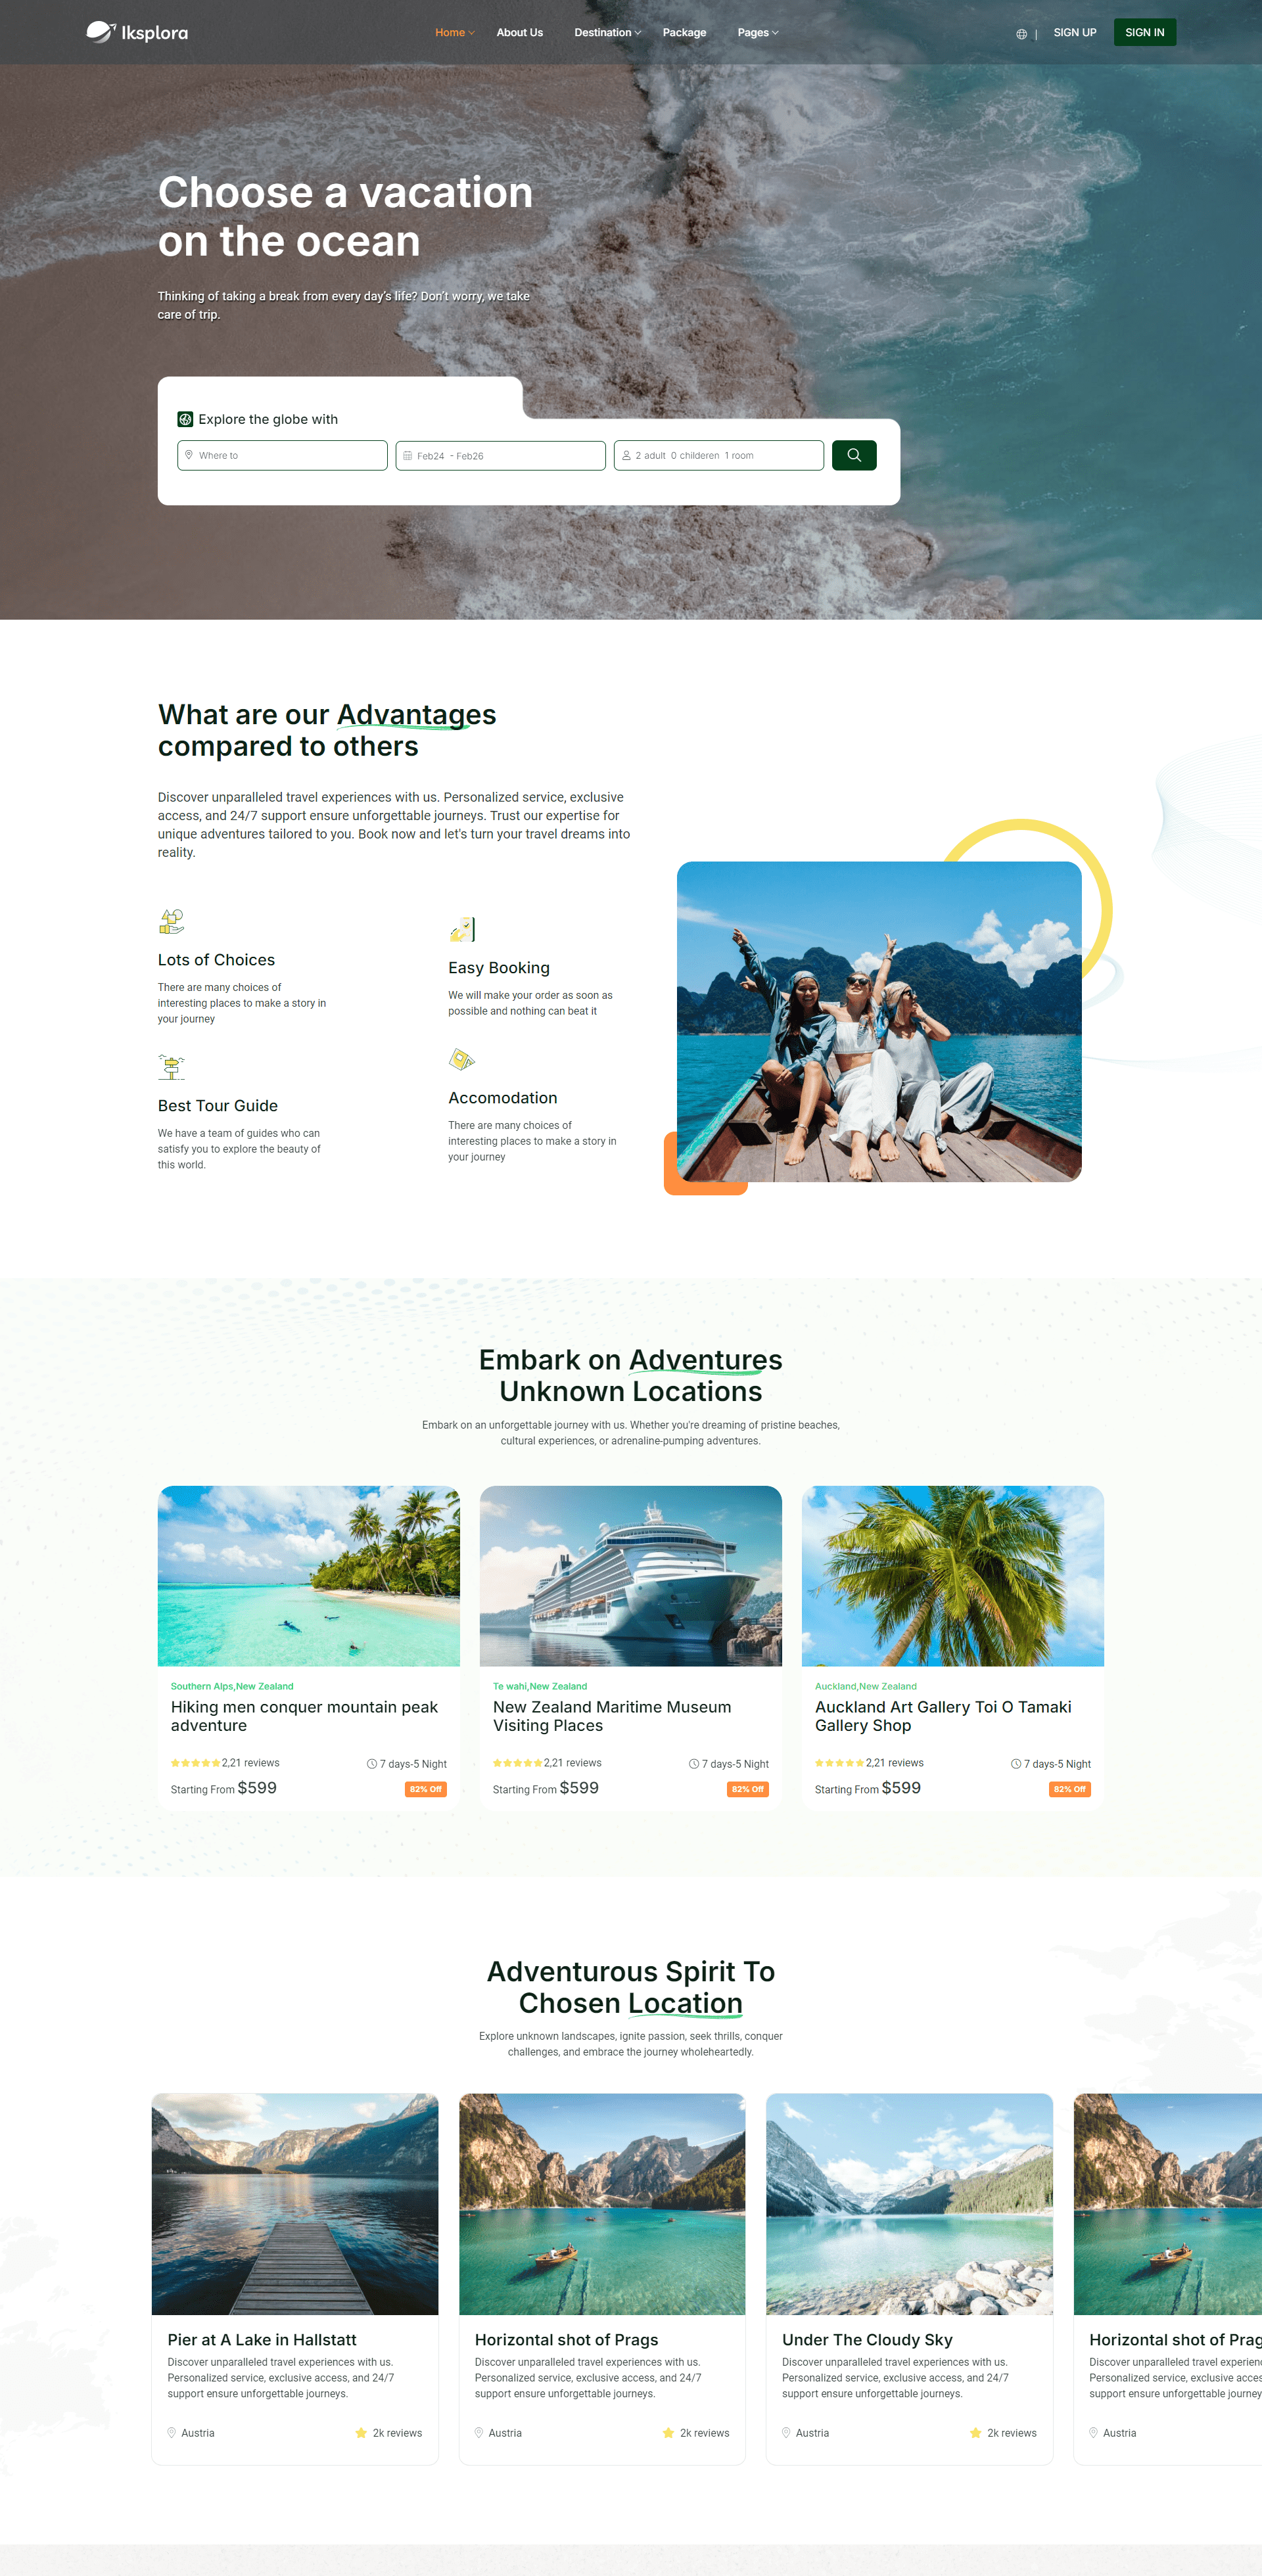 Iksplora
Home
About Us
Destination
Package
Pages
SIGN UP
SIGN IN
Choose a vacation
on the ocean
Thinking of taking a break from every day's life? Don't worry, we take
care of trip.
Explore the globe with
Where to
Feb24 - Feb26
2 adult 0 childeren 1 room
What are our Advantages
compared to others
Discover unparalleled travel experiences with us. Personalized service, exclusive
access, and 24/7 support ensure unforgettable journeys. Trust our expertise for
unique adventures tailored to you. Book now and let's turn your travel dreams into
reality.
Lots of Choices
There are many choices of
interesting places to make a story in
your journey
Easy Booking
We will make your order as soon as
possible and nothing can beat it
Best Tour Guide
We have a team of guides who can
satisfy you to explore the beauty of
this world.
Accomodation
There are many choices of
interesting places to make a story in
your journey
Embark on Adventures
Unknown Locations
Embark on an unforgettable journey with us. Whether you're dreaming of pristine beaches,
cultural experiences, or adrenaline-pumping adventures.
Southern Alps,New Zealand
Hiking men conquer mountain peak
adventure
2,21 reviews
7 days-5 Night
Starting From $599
82% Off
Te wahi,New Zealand
New Zealand Maritime Museum
Visiting Places
2,21 reviews
7 days-5 Night
Starting From $599
82% Off
Auckland,New Zealand
Auckland Art Gallery Toi O Tamaki
Gallery Shop
2,21 reviews
7 days-5 Night
Starting From $599
82% Off
Adventurous Spirit To
Chosen Location
Explore unknown landscapes, ignite passion, seek thrills, conquer
challenges, and embrace the journey wholeheartedly.
Pier at A Lake in Hallstatt
Discover unparalleled travel experiences with us.
Personalized service, exclusive access, and 24/7
support ensure unforgettable journeys.
Austria
2k reviews
Horizontal shot of Prags
Discover unparalleled travel experiences with us.
Personalized service, exclusive access, and 24/7
support ensure unforgettable journeys.
Austria
2k reviews
Under The Cloudy Sky
Discover unparalleled travel experiences with us.
Personalized service, exclusive access, and 24/7
support ensure unforgettable journeys.
Austria
2k reviews
Horizontal shot of Prag
Discover unparalleled travel experien
Personalized service, exclusive acces
support ensure unforgettable journey
Austria